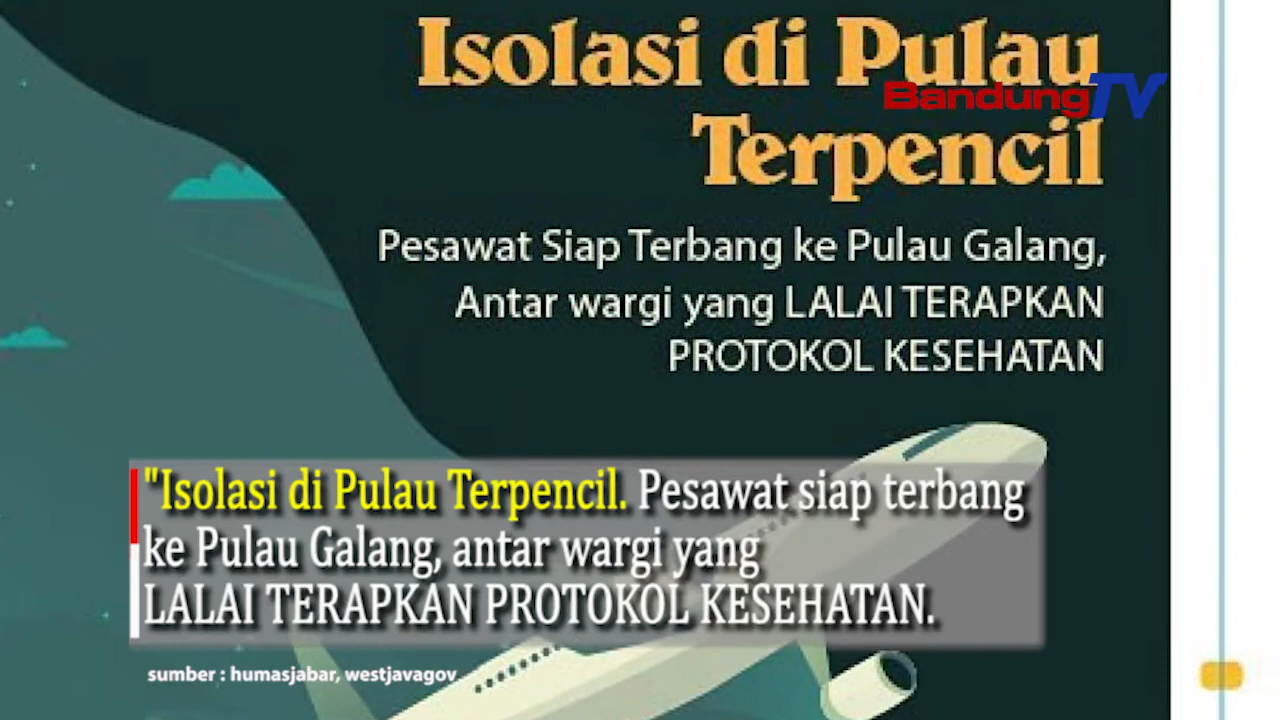 Isolasi di Pulau
BandungTV
Terpencil
Pesawat Siap Terbang ke Pulau Galang,
Antar wargi yang LALAI TERAPKAN
PROTOKOL KESEHATAN
"Isolasi di Pulau Terpencil. Pesawat siap terbang
ke Pulau Galang, antar wargi yang
LALAI TERAPKAN PROTOKOL KESEHATAN.
sumber : humasjabar, westjavagov